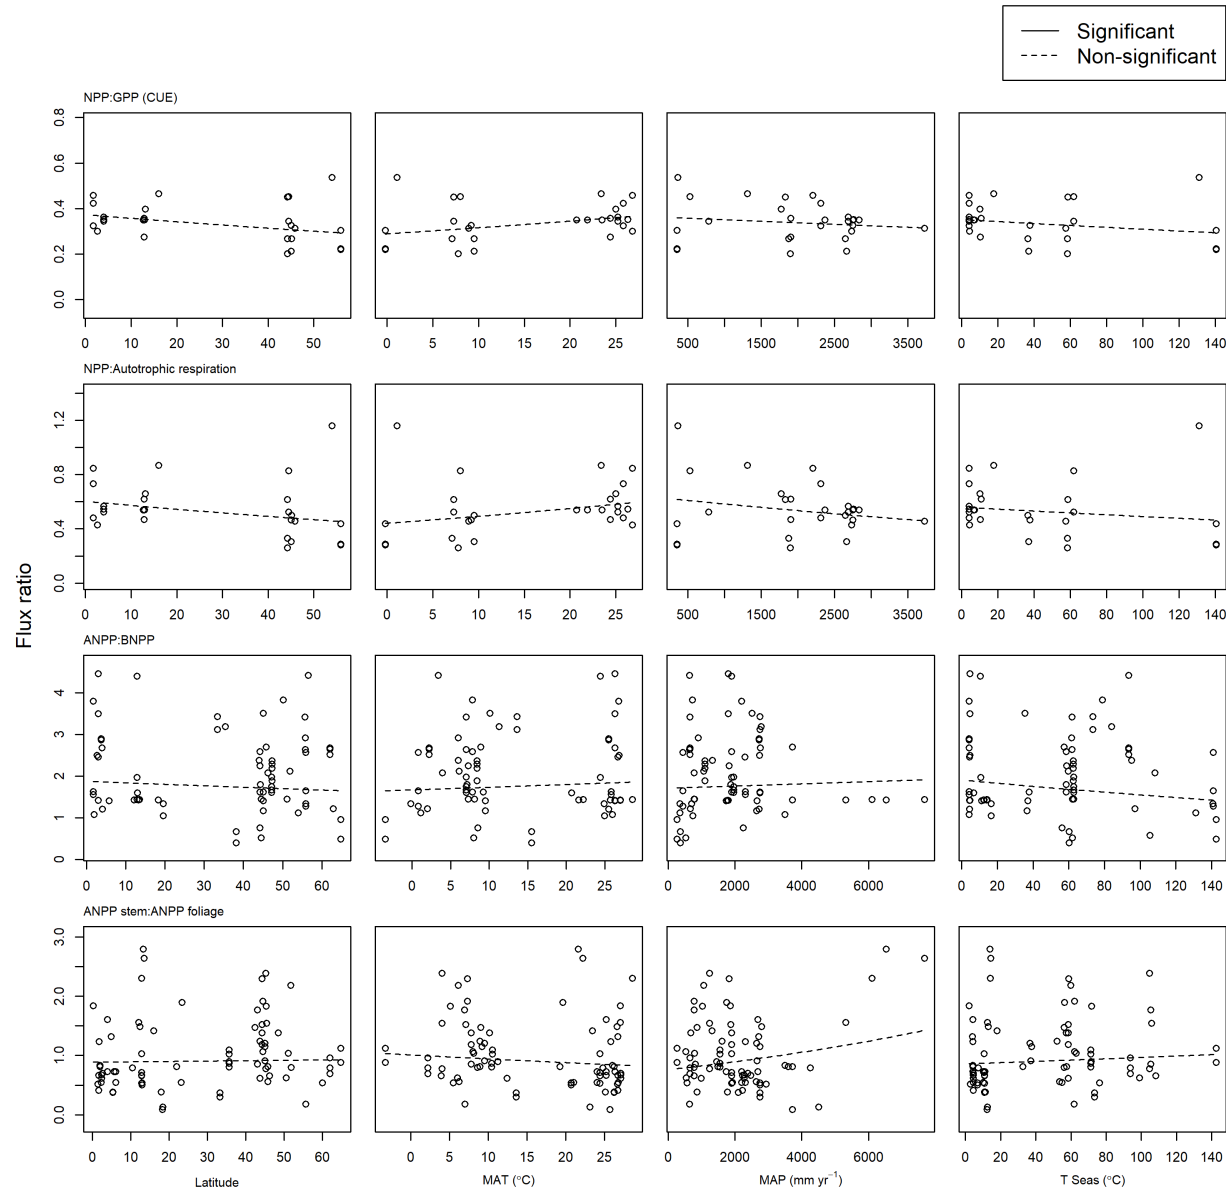 Significant
Non-significant
NPP:GPP (CUE)
0.0 0.2 0.4 0.6 0.8
0 10 20 30 40 50
0 5 10 15 20 25
500 1500 2500 3500
0 20 40 60 80 100 120 140
NPP:Autotrophic respiration
0.0 0.4 0.8 1.2
0 10 20 30 40 50
0 5 10 15 20 25
500 1500 2500 3500
0 20 40 60 80 100 120 140
Flux ratio
ANPP:BNPP
0 1 2 3 4
0 10 20 30 40 50 60
0 5 10 15 20 25
0 2000 4000 6000
0 20 40 60 80 100 120 140
ANPP stem:ANPP foliage
0.0 1.0 2.0 3.0
0 10 20 30 40 50 60
0 5 10 15 20 25
0 2000 4000 6000
0 20 40 60 80 100 120 140
Latitude
MAT (°C)
MAP (mm yr⁻¹)
T Seas (°C)